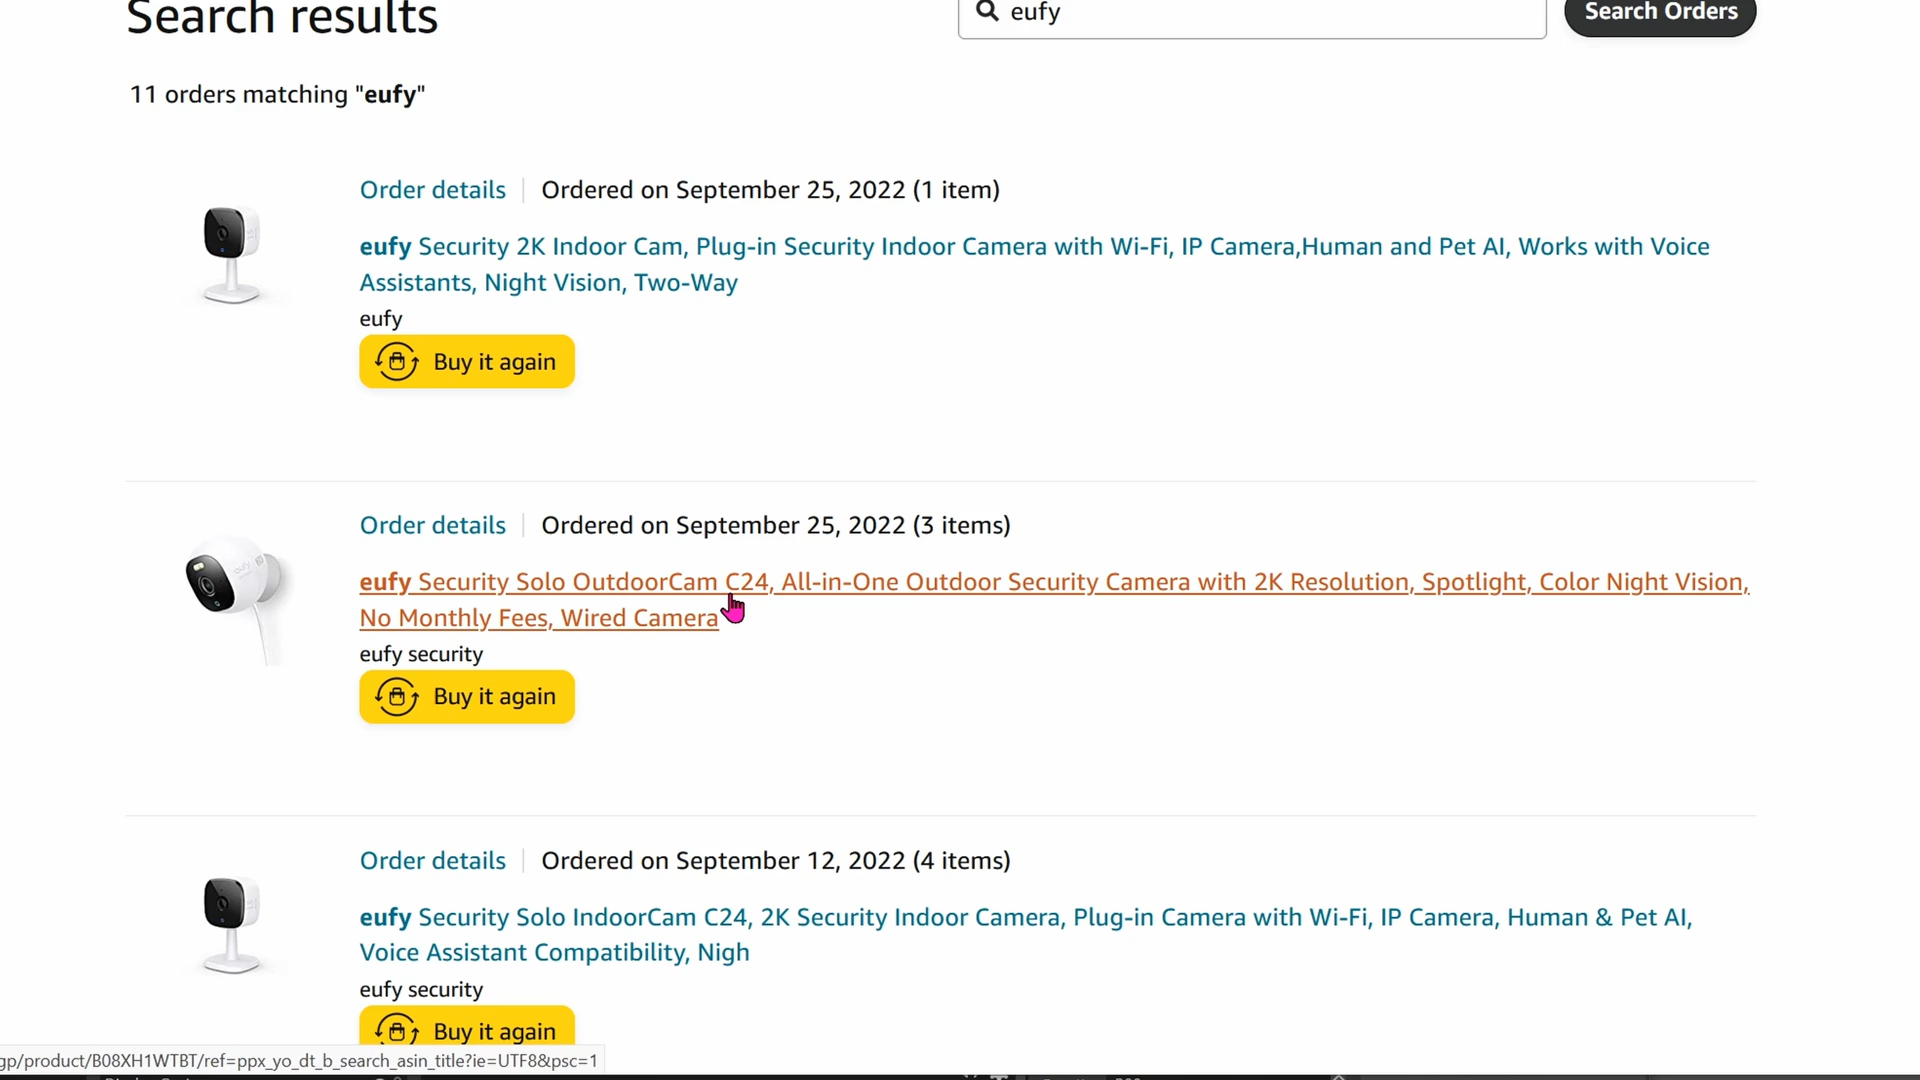 Search results
eufy
Search Orders
11 orders matching "eufy"
Order details Ordered on September 25, 2022 (1 item)
eufy Security 2K Indoor Cam, Plug-in Security Indoor Camera with Wi-Fi, IP Camera,Human and Pet AI, Works with Voice
Assistants, Night Vision, Two-Way
eufy
Buy it again
Order details Ordered on September 25, 2022 (3 items)
eufy Security Solo OutdoorCam C24, All-in-One Outdoor Security Camera with 2K Resolution, Spotlight, Color Night Vision,
No Monthly Fees, Wired Camera
eufy security
Buy it again
Order details Ordered on September 12, 2022 (4 items)
eufy Security Solo IndoorCam C24, 2K Security Indoor Camera, Plug-in Camera with Wi-Fi, IP Camera, Human & Pet AI,
Voice Assistant Compatibility, Nigh
eufy security
Buy it again
gp/product/B08XH1WTBT/ref=ppx_yo_dt_b_search_asin_title?ie=UTF8&psc=1